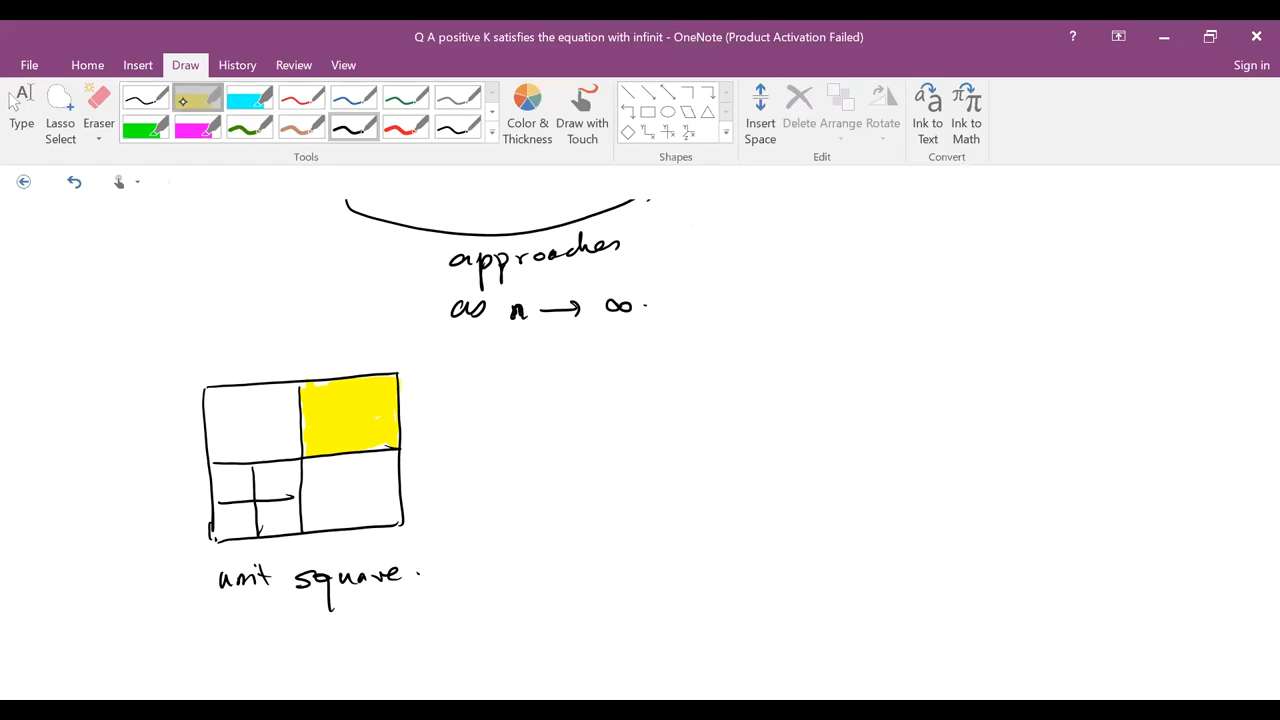 Q A positive K satisfies the equation with infinit - OneNote (Product Activation Failed)
File Home Insert Draw History Review View
Sign in
Type
Lasso Select
Eraser
Color & Thickness
Draw with Touch
Insert Space
Delete
Arrange
Rotate
Ink to Text
Ink to Math
Tools
Shapes
Edit
Convert
approaches
as n → ∞.
unit square.